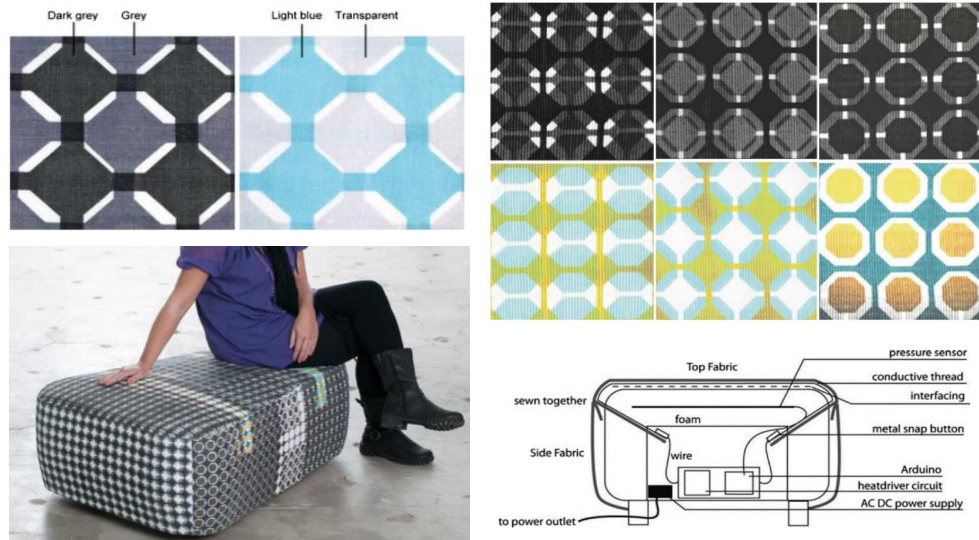 Dark grey
Grey
Light blue
Transparent
pressure sensor
Top Fabric
conductive thread
sewn together
interfacing
foam
metal snap button
Side Fabric
wire
Arduino
heatdriver circuit
AC DC power supply
to power outlet